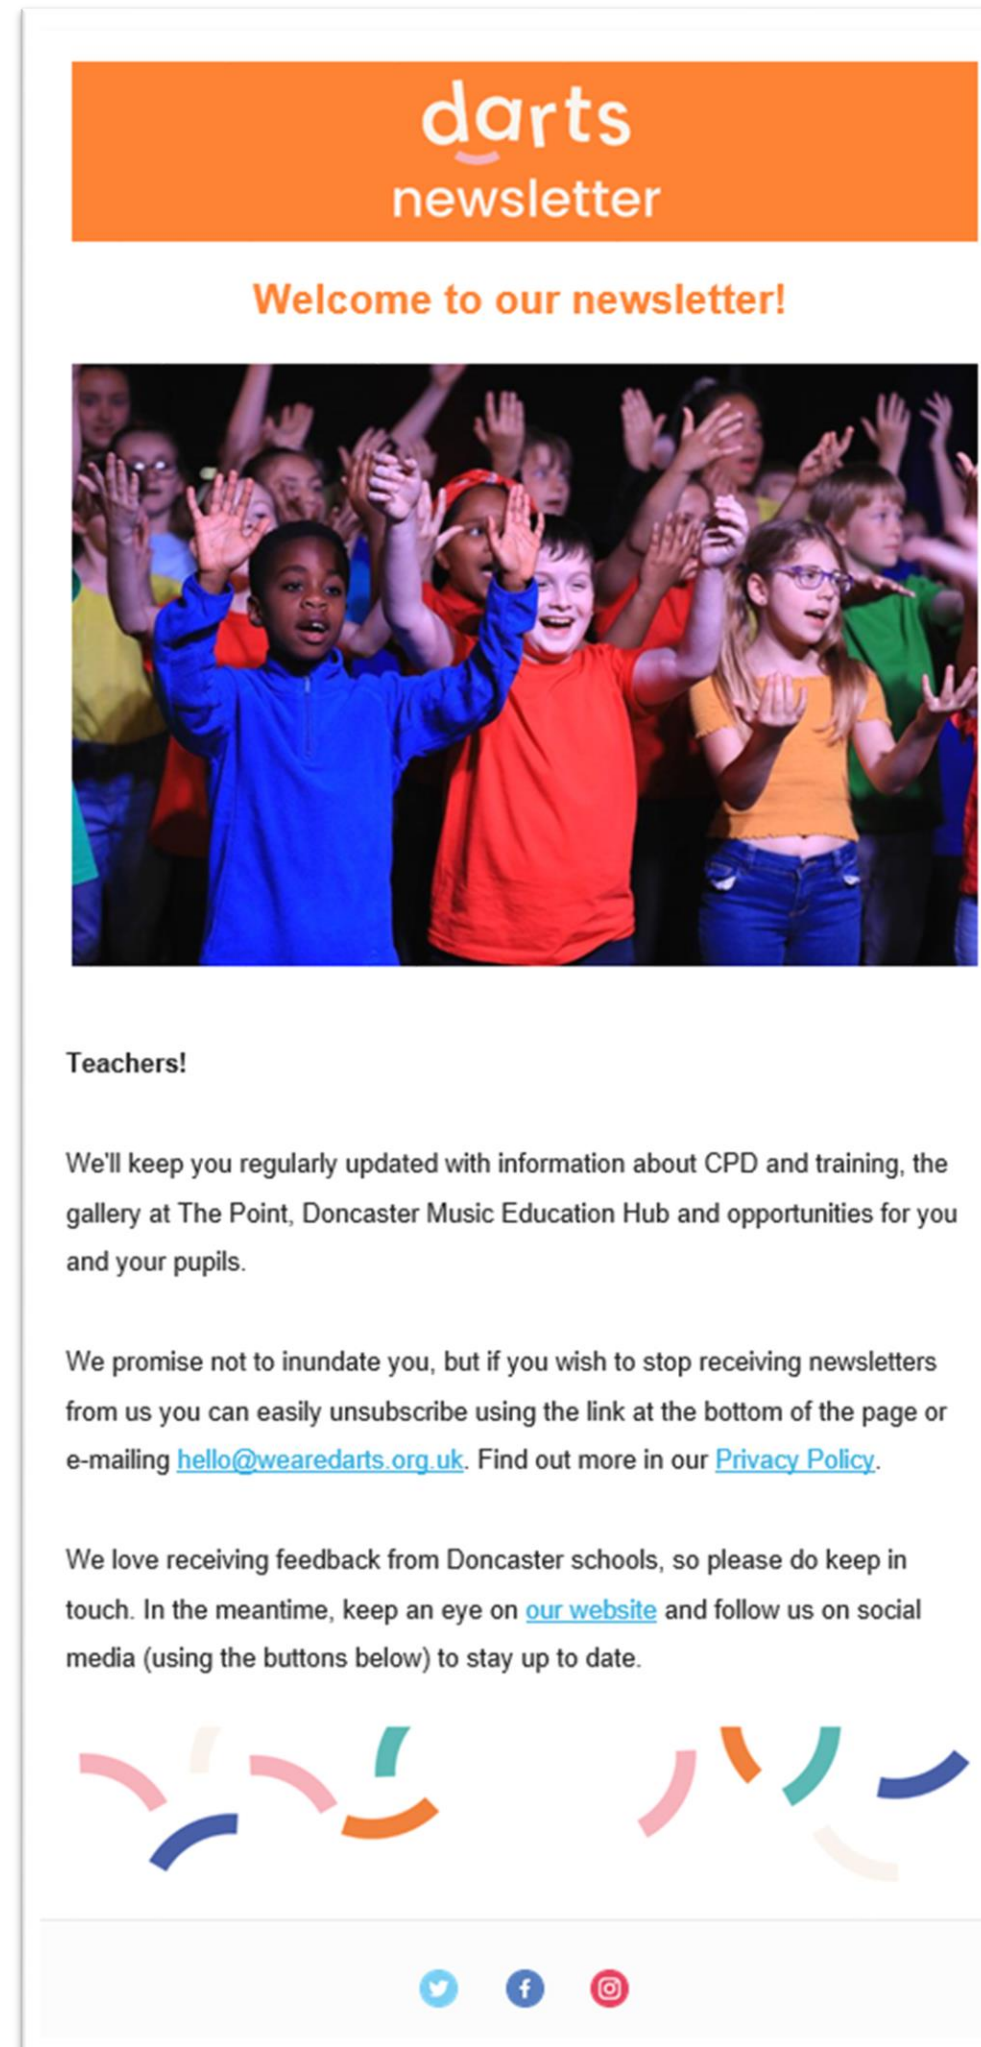 darts
newsletter
Welcome to our newsletter!
Teachers!
We'll keep you regularly updated with information about CPD and training, the
gallery at The Point, Doncaster Music Education Hub and opportunities for you
and your pupils.
We promise not to inundate you, but if you wish to stop receiving newsletters
from us you can easily unsubscribe using the link at the bottom of the page or
e-mailing hello@wearedarts.org.uk. Find out more in our Privacy Policy.
We love receiving feedback from Doncaster schools, so please do keep in
touch. In the meantime, keep an eye on our website and follow us on social
media (using the buttons below) to stay up to date.